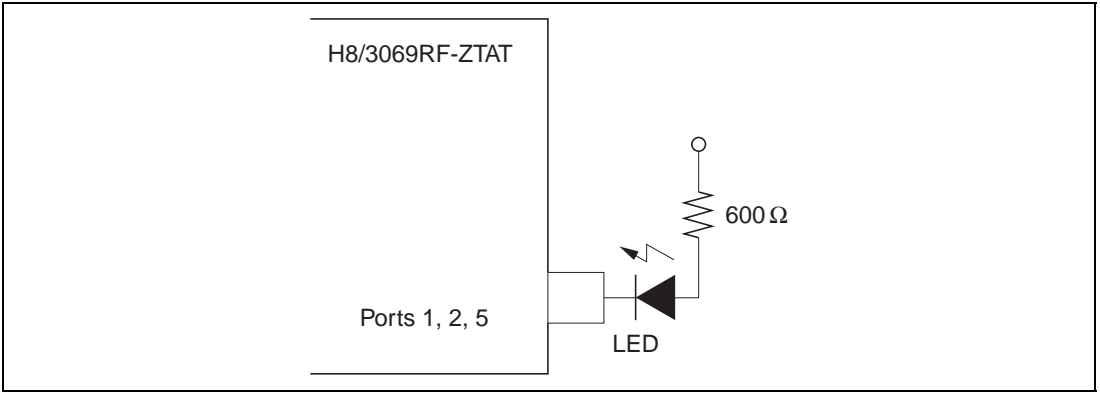 H8/3069RF-ZTAT
600 Ω
Ports 1, 2, 5
LED